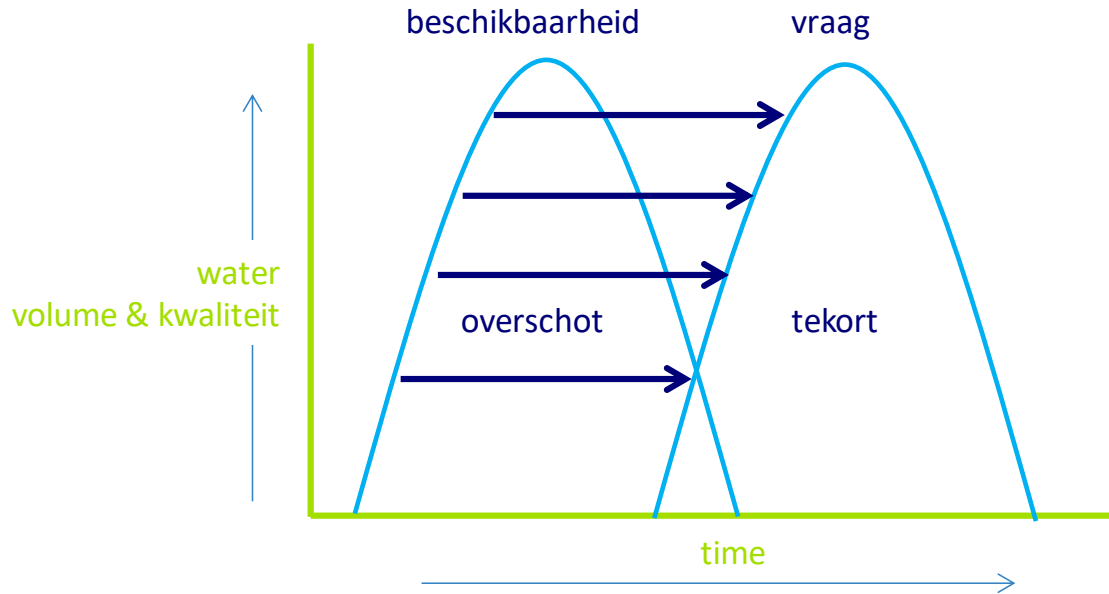 beschikbaarheid
vraag
water
volume & kwaliteit
overschot
tekort
time